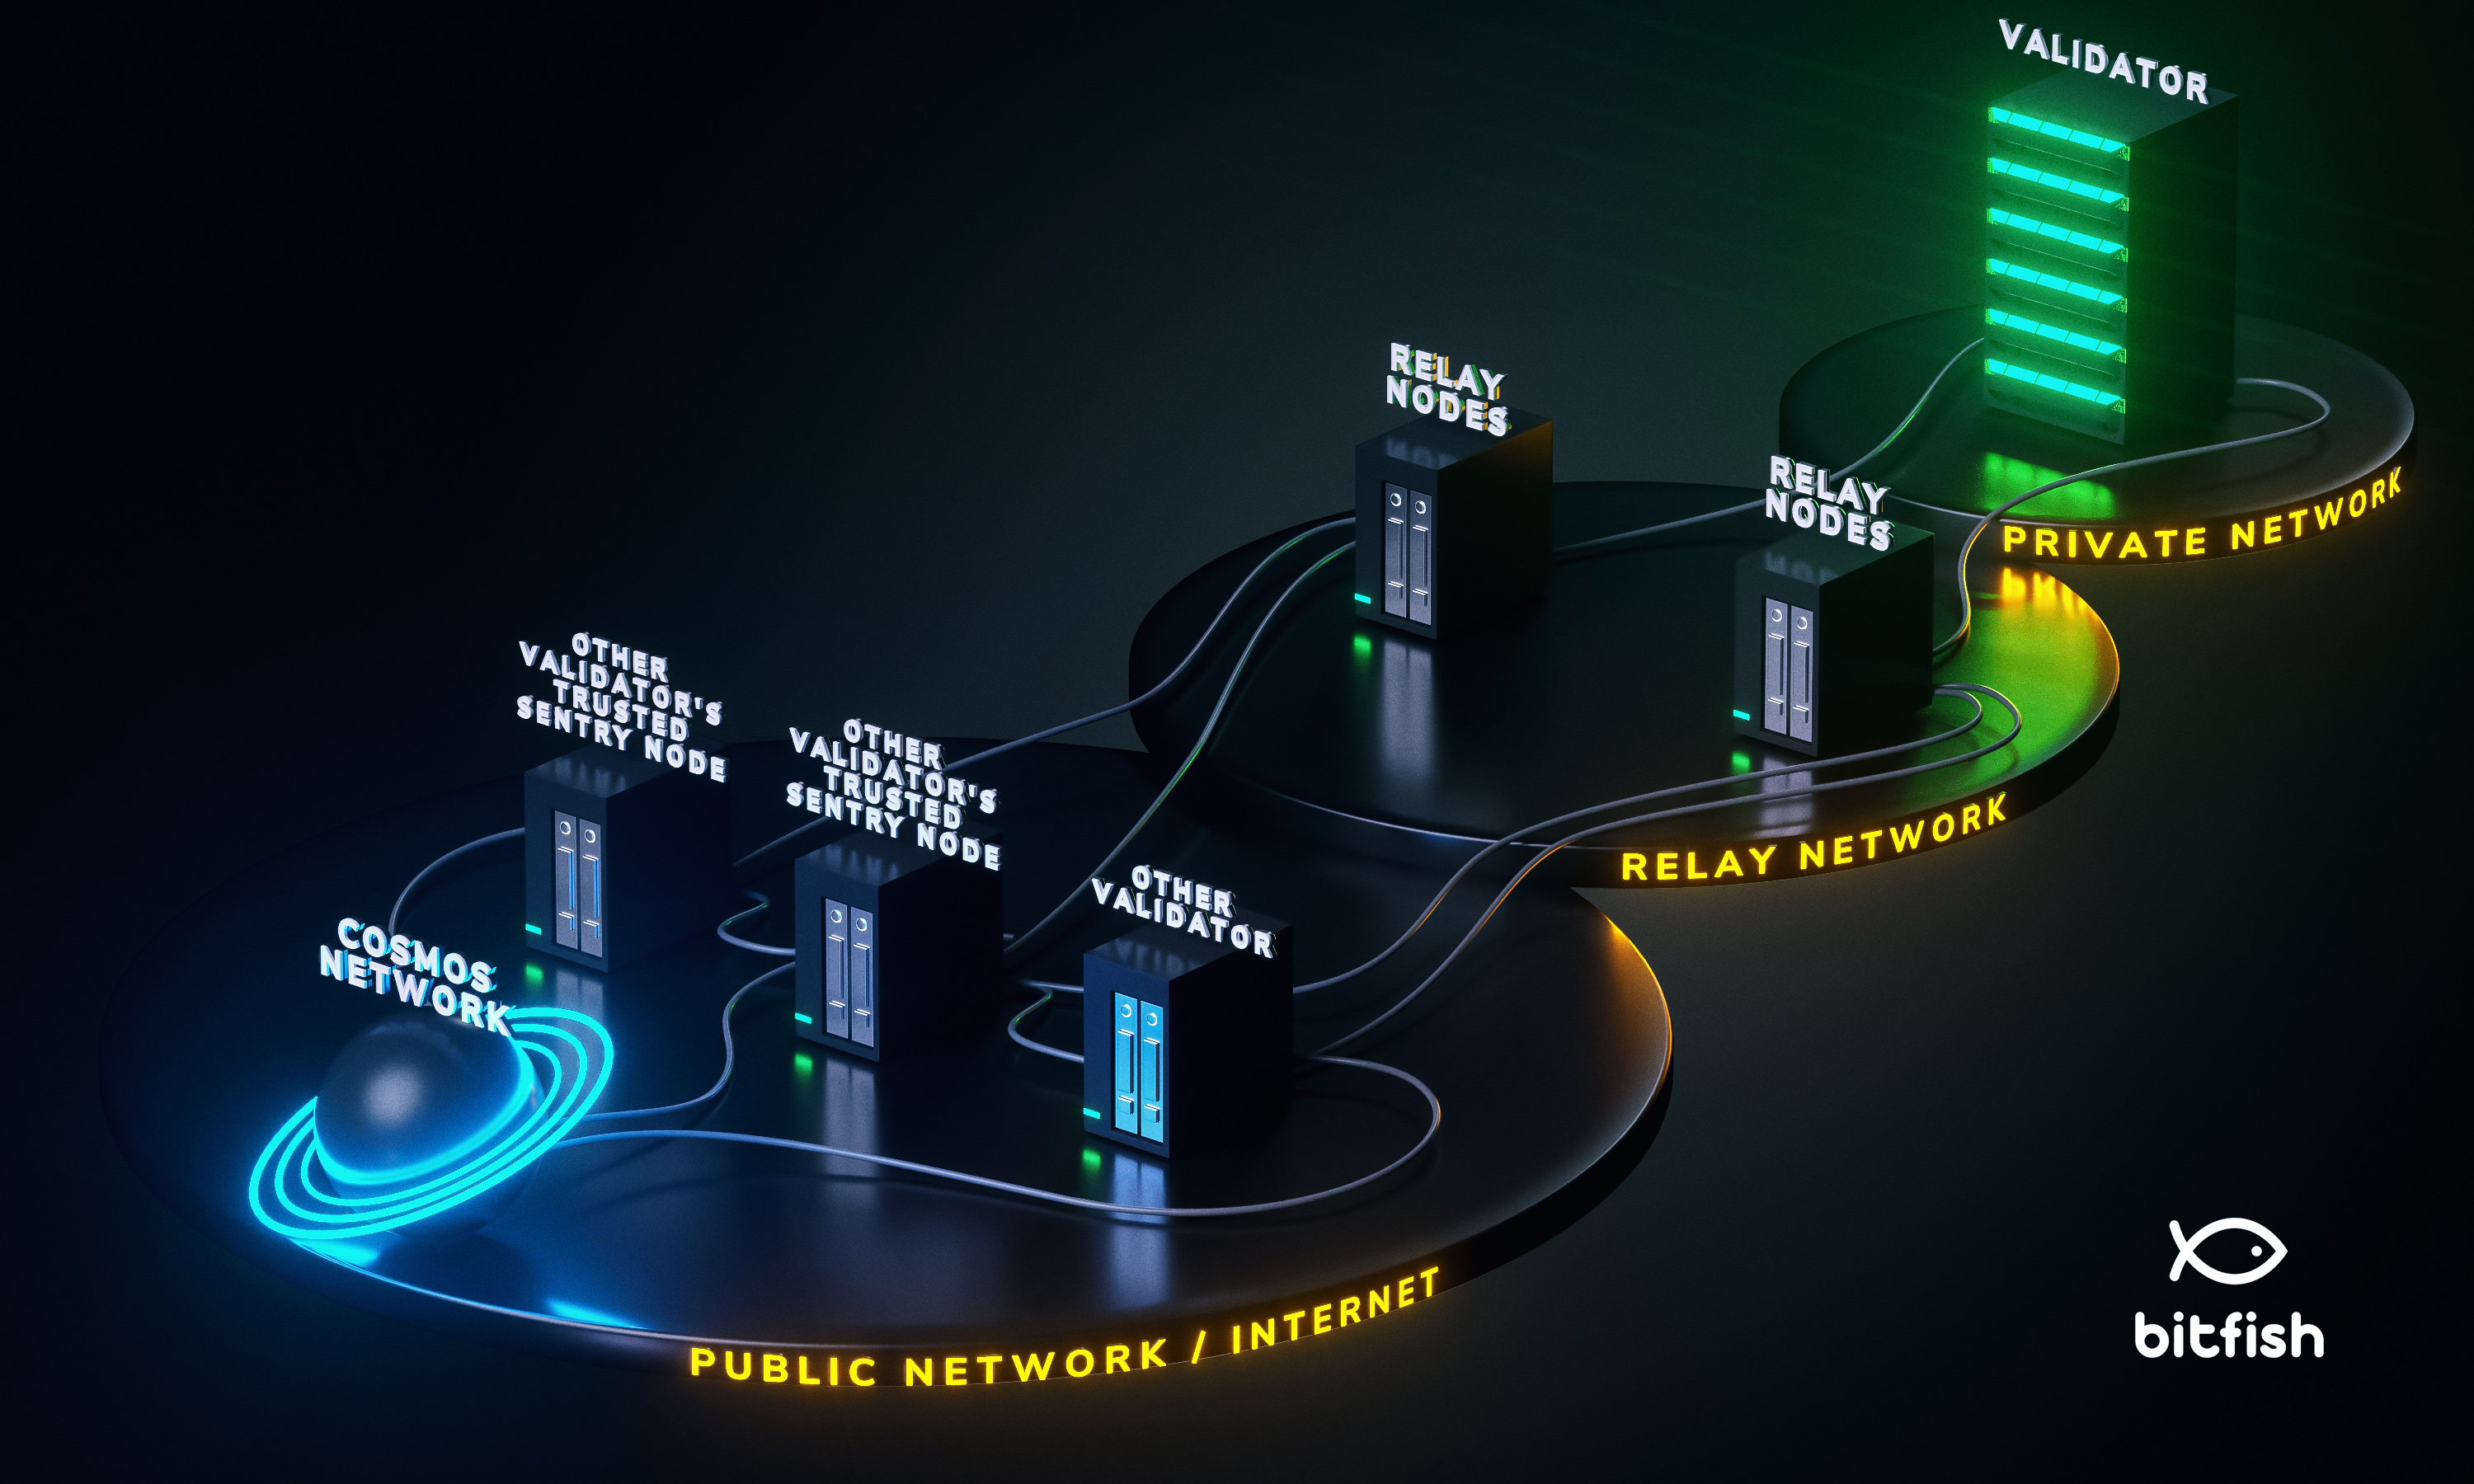 VALIDATOR
RELAY
NODES
RELAY
NODES
PRIVATE NETWORK
OTHER
VALIDATOR'S
TRUSTED
SENTRY NODE
OTHER
VALIDATOR'S
TRUSTED
SENTRY NODE
RELAY NETWORK
OTHER
VALIDATOR
COSMOS
NETWORK
PUBLIC NETWORK / INTERNET
bitfish